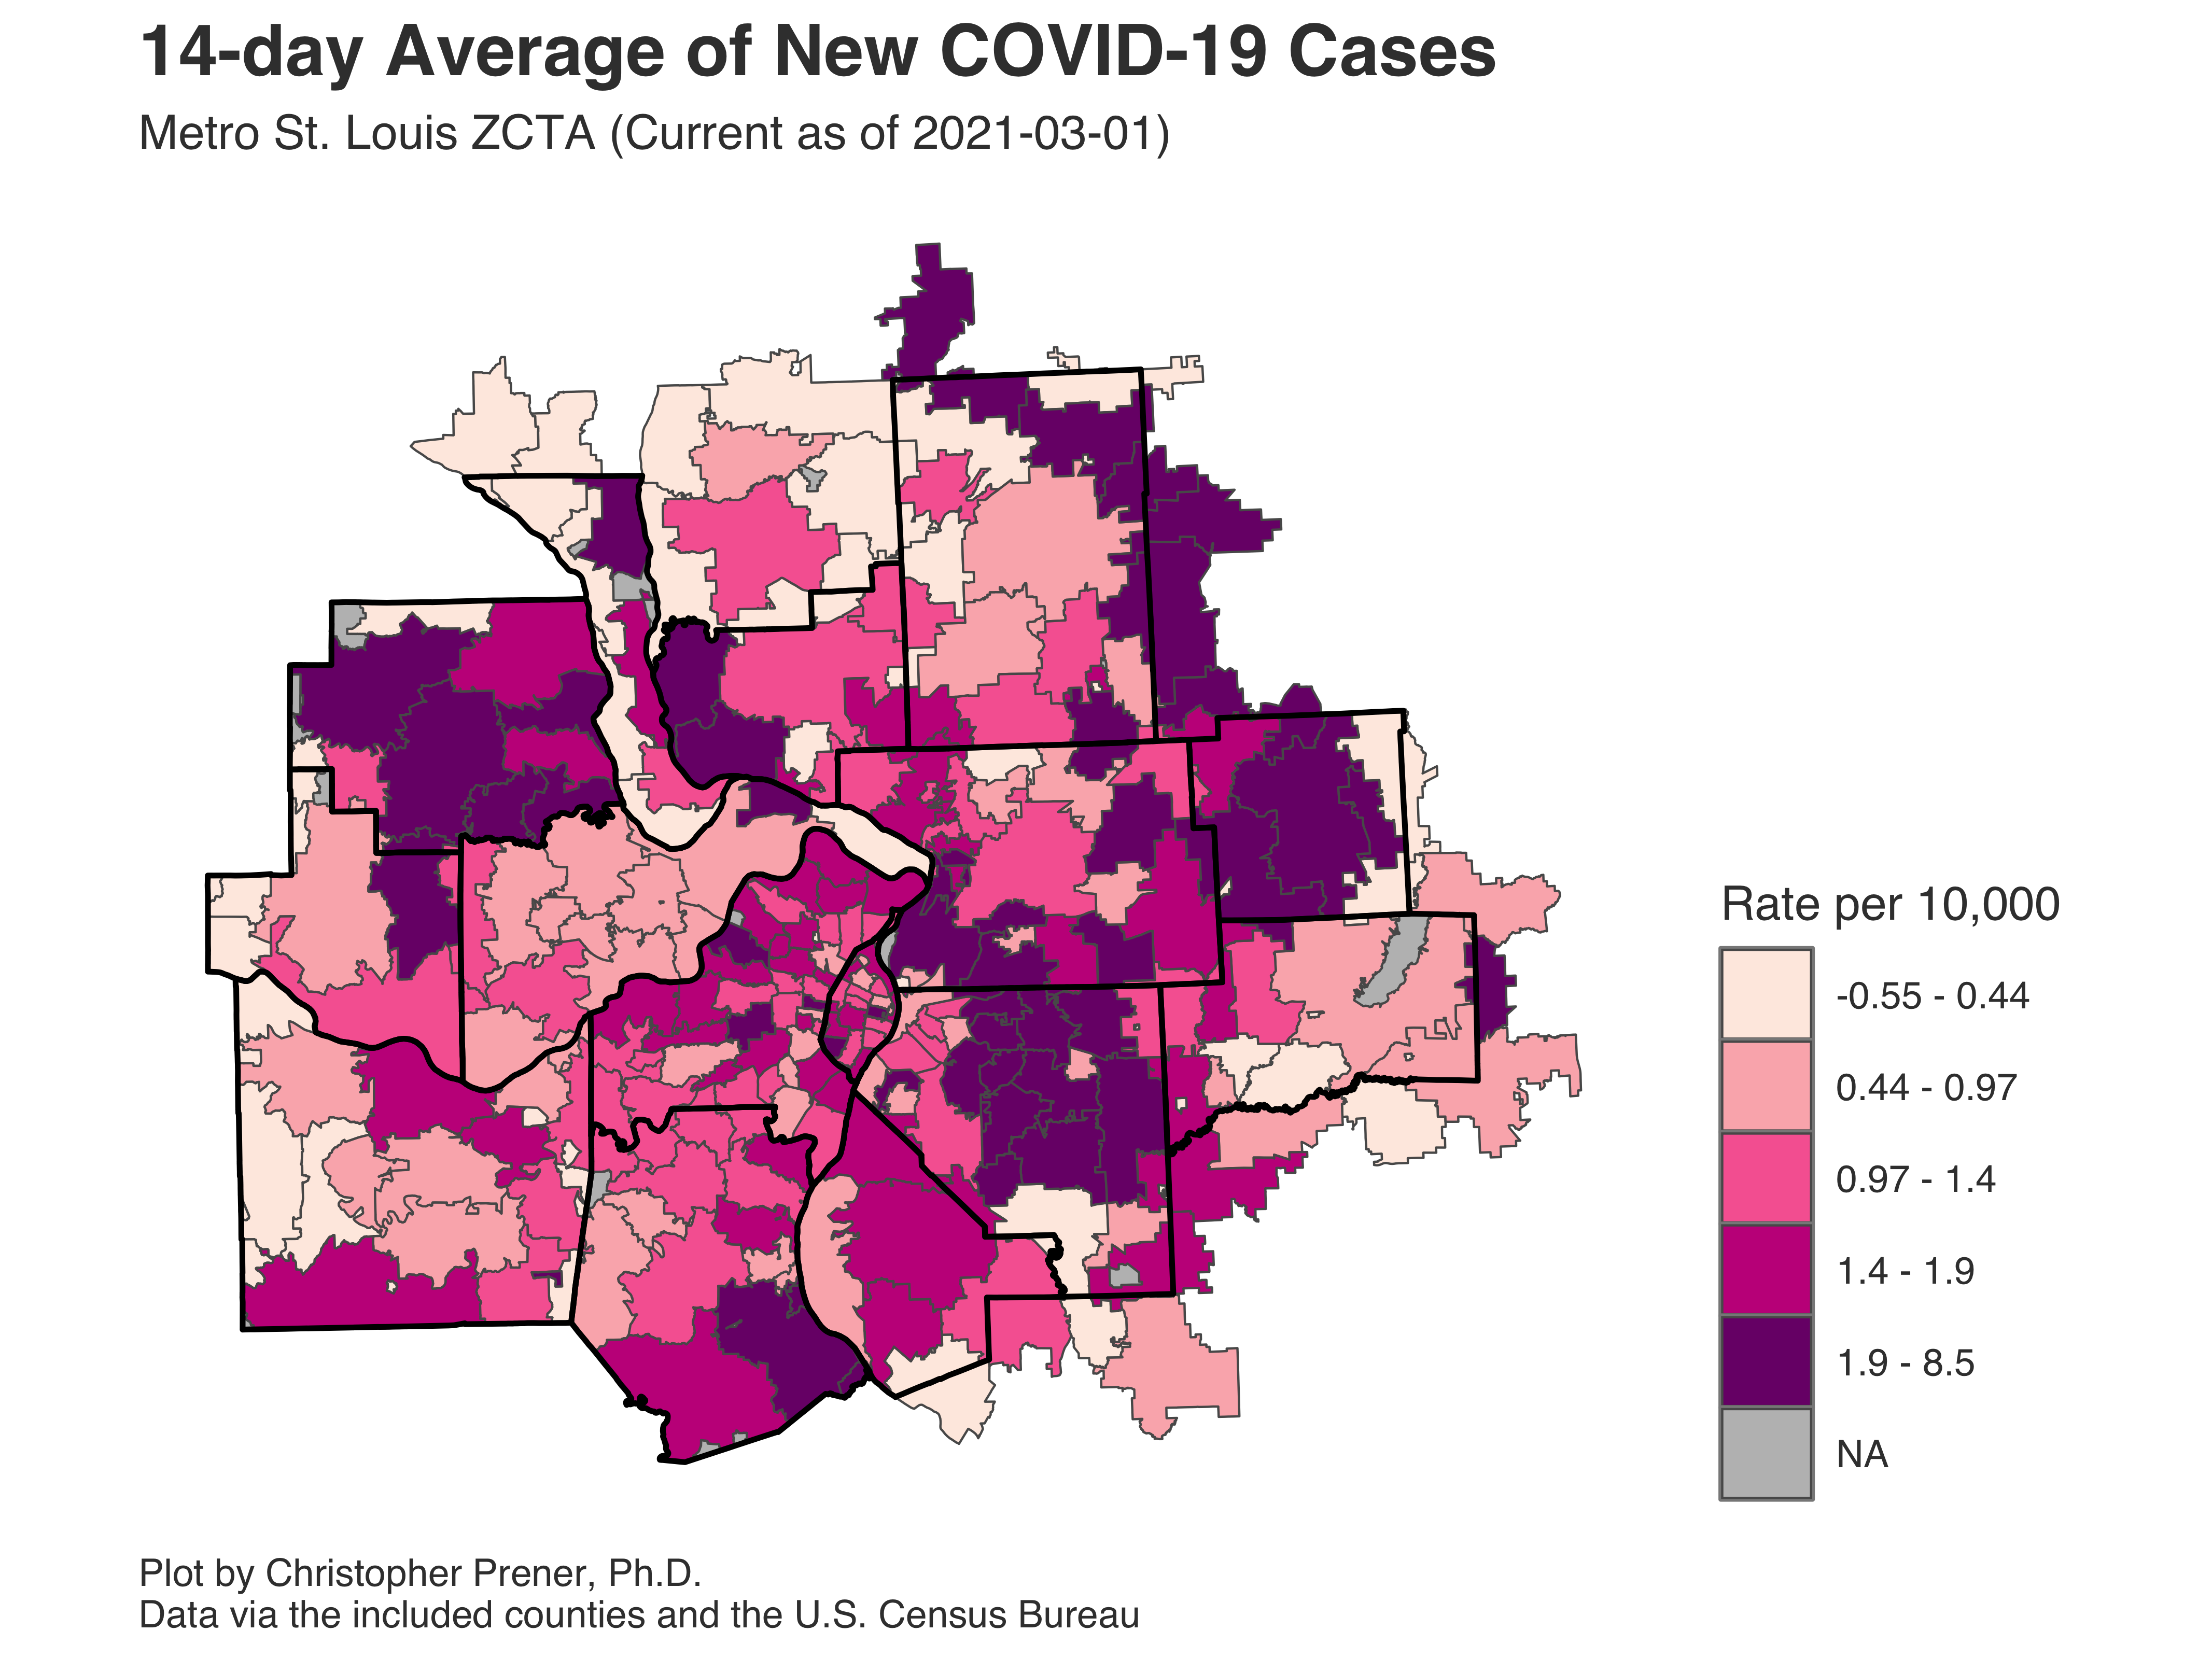 14-day Average of New COVID-19 Cases
Metro St. Louis ZCTA (Current as of 2021-03-01)
Rate per 10,000
-0.55 - 0.44
0.44 - 0.97
0.97 - 1.4
1.4 - 1.9
1.9 - 8.5
NA
Plot by Christopher Prener, Ph.D.
Data via the included counties and the U.S. Census Bureau